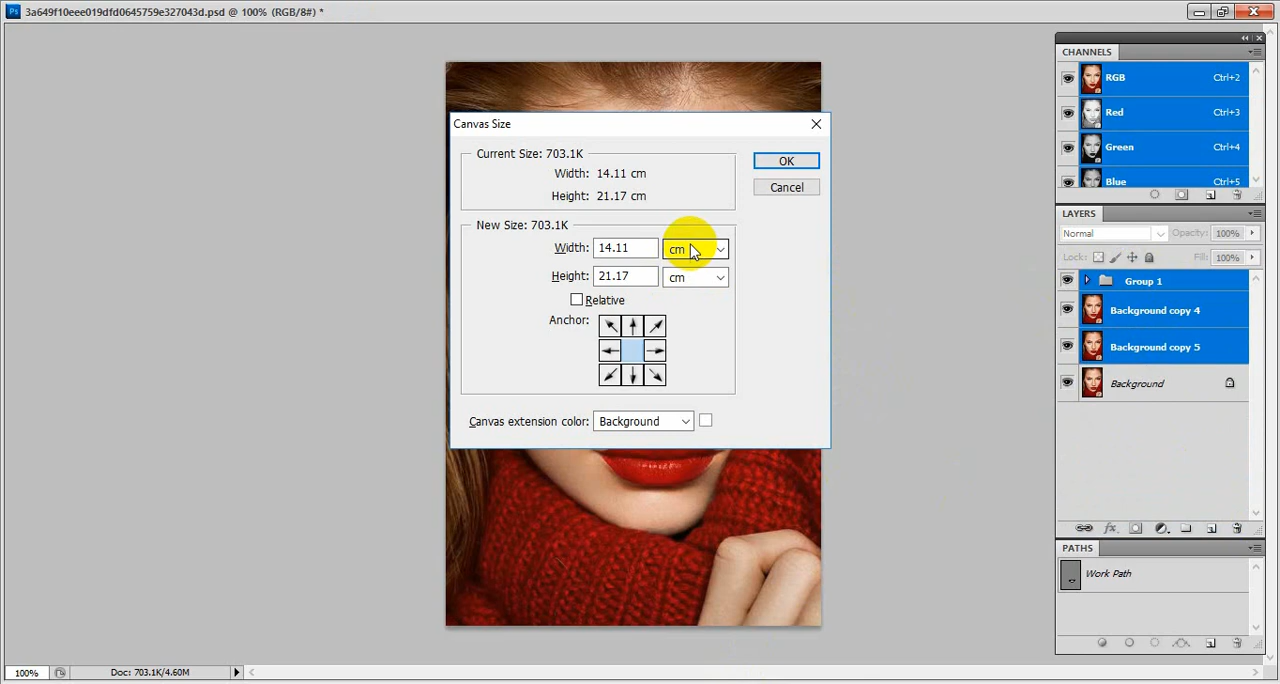 Ps 3a649f10eee019dfd0645759e327043d.psd @ 100% (RGB/8#) *
CHANNELS
RGB Ctrl+2
Red Ctrl+3
Green Ctrl+4
Blue Ctrl+5
LAYERS
Normal Opacity: 100%
Lock: Fill: 100%
Group 1
Background copy 4
Background copy 5
Background
PATHS
Work Path
Canvas Size
Current Size: 703.1K
Width: 14.11 cm
Height: 21.17 cm
OK
Cancel
New Size: 703.1K
Width: 14.11 cm
Height: 21.17 cm
Relative
Anchor:
Canvas extension color: Background
100% Doc: 703.1K/4.60M